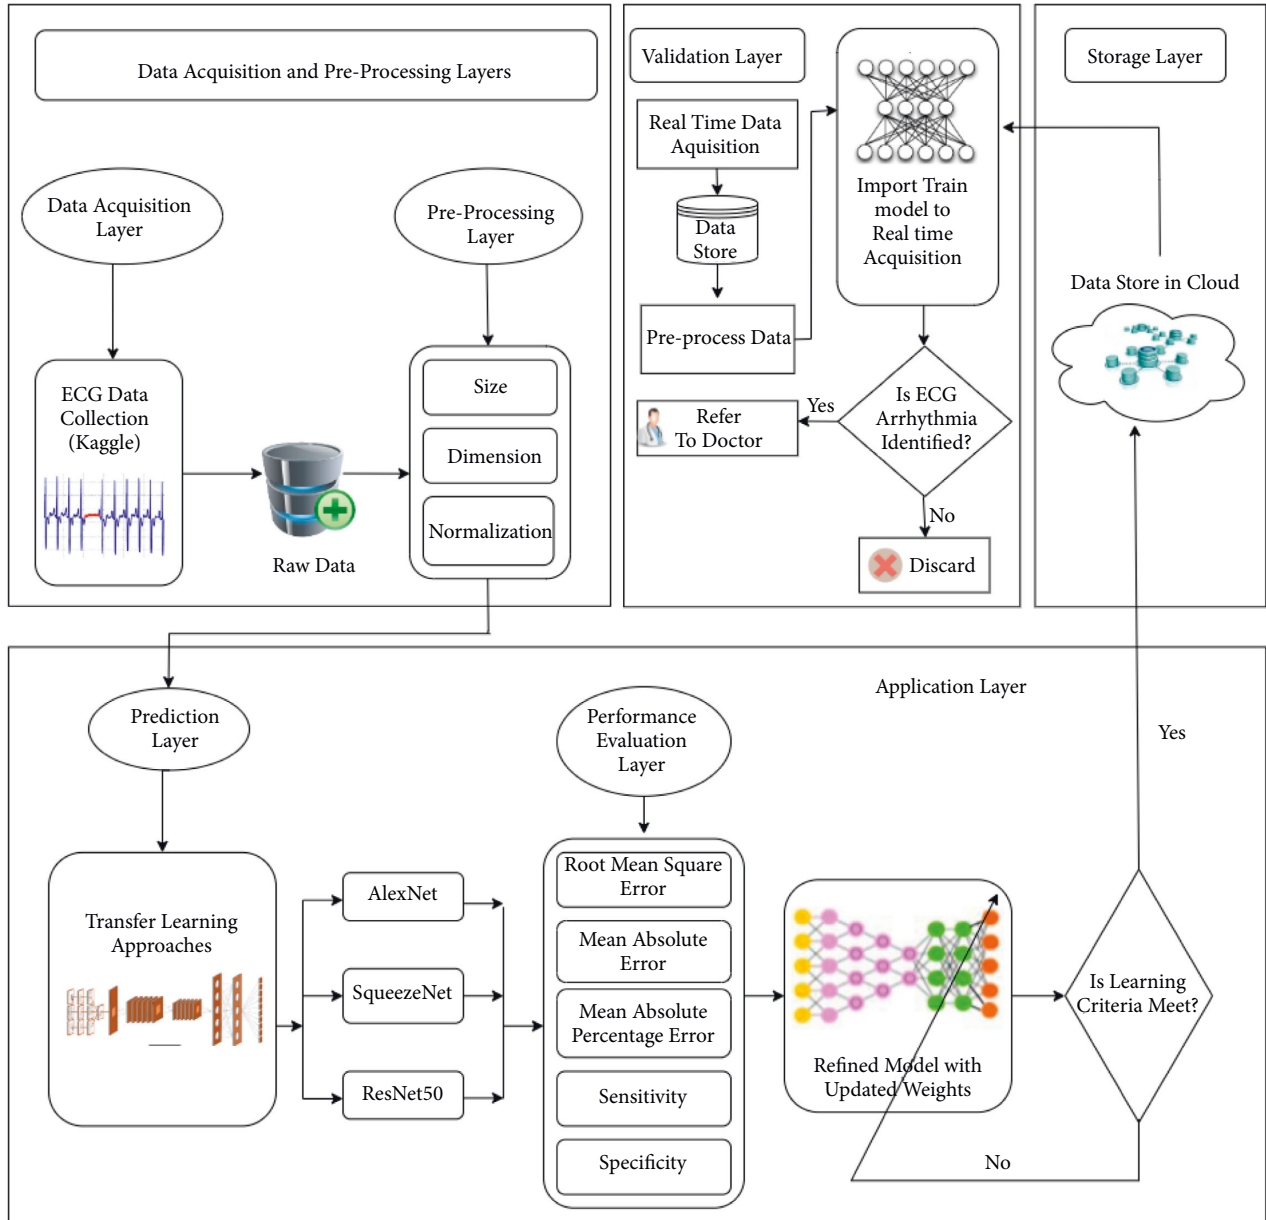 Data Acquisition and Pre-Processing Layers
Data Acquisition
Layer
Pre-Processing
Layer
ECG Data
Collection
(Kaggle)
Raw Data
Size
Dimension
Normalization
Validation Layer
Real Time Data
Aquisition
Data
Store
Pre-process Data
Import Train
model to
Real time
Acquisition
Is ECG
Arrhythmia
Identified?
Yes
Refer
To Doctor
No
Discard
Storage Layer
Data Store in Cloud
Application Layer
Prediction
Layer
Transfer Learning
Approaches
AlexNet
SqueezeNet
ResNet50
Performance
Evaluation
Layer
Root Mean Square
Error
Mean Absolute
Error
Mean Absolute
Percentage Error
Sensitivity
Specificity
Refined Model with
Updated Weights
Is Learning
Criteria Meet?
Yes
No